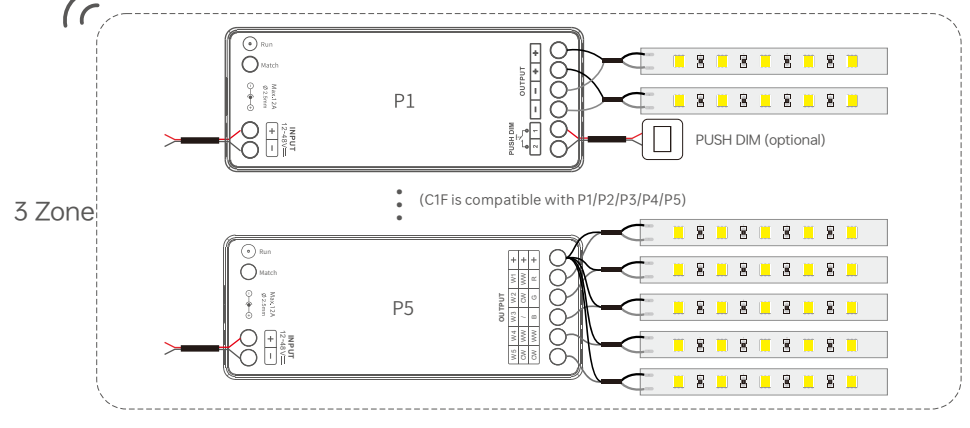 3 Zone
Run
Match
Max.12A
Ø 2.5mm
+
−
INPUT
12~48V
P1
OUTPUT
+
+
−
−
PUSH DIM
1
2
PUSH DIM (optional)
(C1F is compatible with P1/P2/P3/P4/P5)
Run
Match
Max.12A
Ø 2.5mm
+
−
INPUT
12~48V
P5
OUTPUT
+ + +
W1 WW R
W2 CW G
W3 / B
W4 WW WW
W5 CW CW